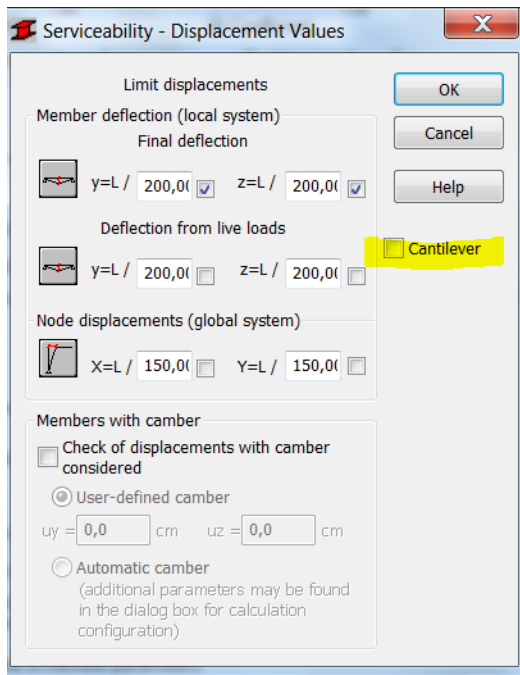 Serviceability - Displacement Values
Limit displacements
OK
Member deflection (local system)
Final deflection
Cancel
y=L / 200,0( z=L / 200,0(
Help
Deflection from live loads
Cantilever
y=L / 200,0( z=L / 200,0(
Node displacements (global system)
X=L / 150,0( Y=L / 150,0(
Members with camber
Check of displacements with camber
considered
User-defined camber
uy = 0,0 cm uz = 0,0 cm
Automatic camber
(additional parameters may be found
in the dialog box for calculation
configuration)